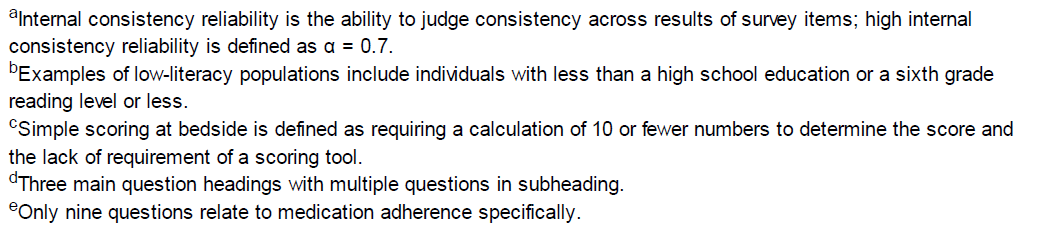 aInternal consistency reliability is the ability to judge consistency across results of survey items; high internal
consistency reliability is defined as α = 0.7.
bExamples of low-literacy populations include individuals with less than a high school education or a sixth grade
reading level or less.
cSimple scoring at bedside is defined as requiring a calculation of 10 or fewer numbers to determine the score and
the lack of requirement of a scoring tool.
dThree main question headings with multiple questions in subheading.
eOnly nine questions relate to medication adherence specifically.